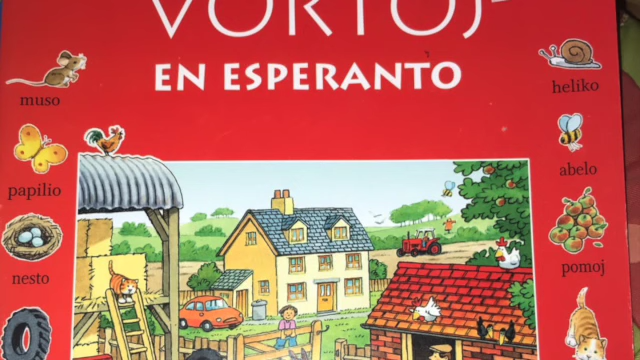 VORTOJ
EN ESPERANTO
muso
papilio
nesto
heliko
abelo
pomoj